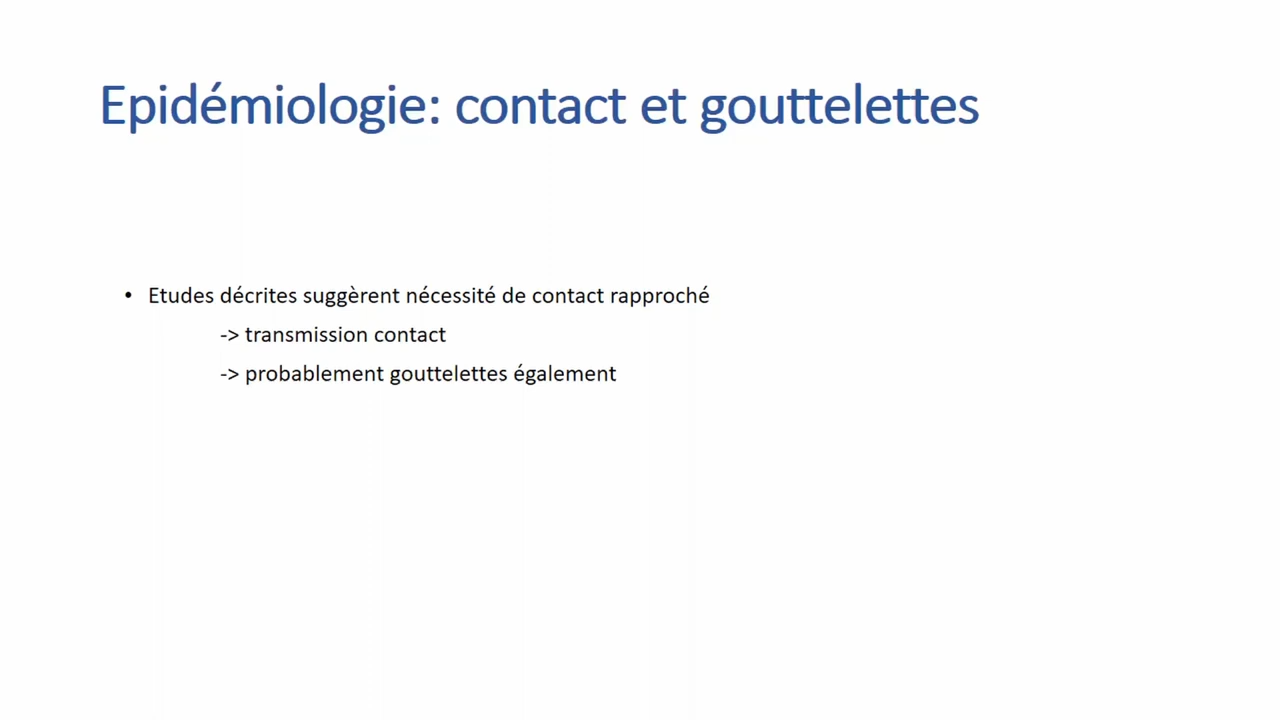 Epidémiologie: contact et gouttelettes
• Etudes décrites suggèrent nécessité de contact rapproché
-> transmission contact
-> probablement gouttelettes également